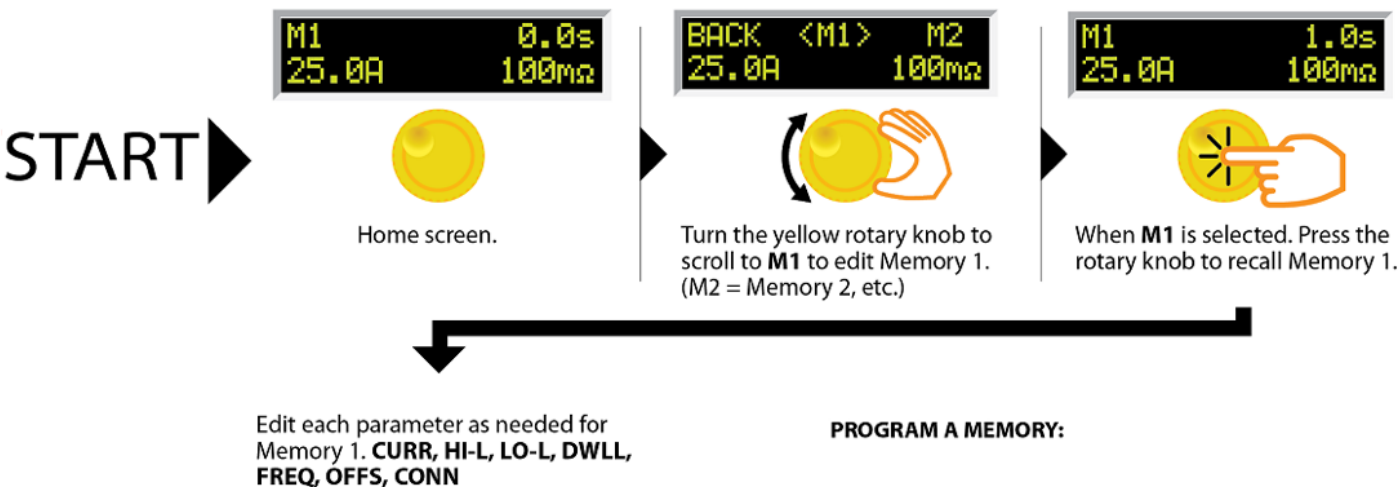 START
M1 0.0s
25.0A 100mΩ
Home screen.
BACK <M1> M2
25.0A 100mΩ
Turn the yellow rotary knob to
scroll to M1 to edit Memory 1.
(M2 = Memory 2, etc.)
M1 1.0s
25.0A 100mΩ
When M1 is selected. Press the
rotary knob to recall Memory 1.
Edit each parameter as needed for
Memory 1. CURR, HI-L, LO-L, DWLL,
FREQ, OFFS, CONN
PROGRAM A MEMORY: